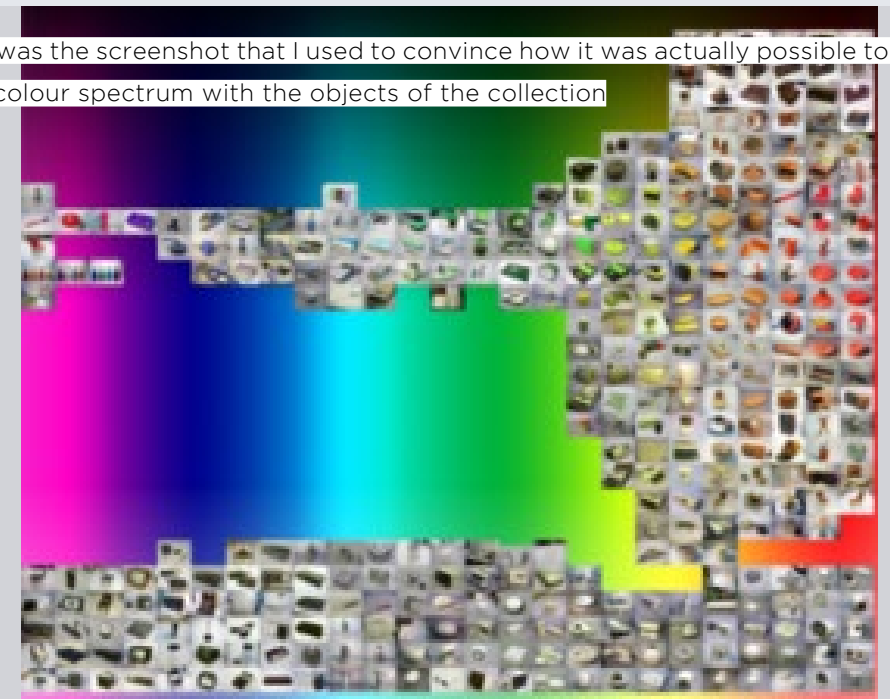 was the screenshot that I used to convince how it was actually possible to
colour spectrum with the objects of the collection